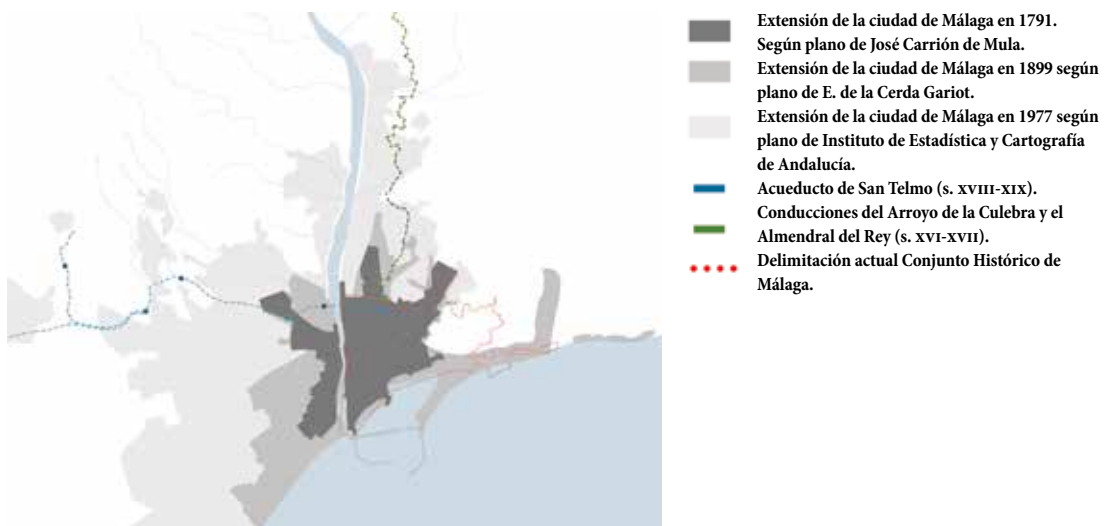 Extensión de la ciudad de Málaga en 1791.
Según plano de José Carrión de Mula.
Extensión de la ciudad de Málaga en 1899 según
plano de E. de la Cerda Gariot.
Extensión de la ciudad de Málaga en 1977 según
plano de Instituto de Estadística y Cartografía
de Andalucía.
Acueducto de San Telmo (s. XVIII-XIX).
Conducciones del Arroyo de la Culebra y el
Almendral del Rey (s. XVI-XVII).
Delimitación actual Conjunto Histórico de
Málaga.